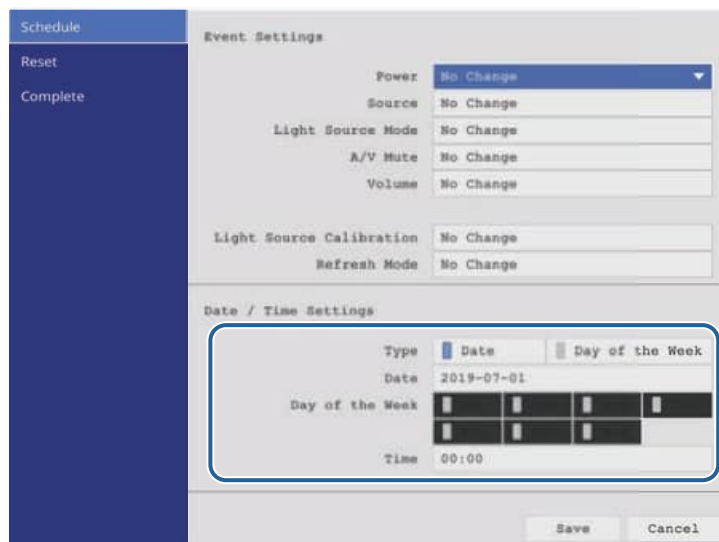 Schedule
Reset
Complete
Event Settings
Power No Change
Source No Change
Light Source Mode No Change
A/V Mute No Change
Volume No Change
Light Source Calibration No Change
Refresh Mode No Change
Date / Time Settings
Type Date Day of the Week
Date 2019-07-01
Day of the Week
Time 00:00
Save Cancel